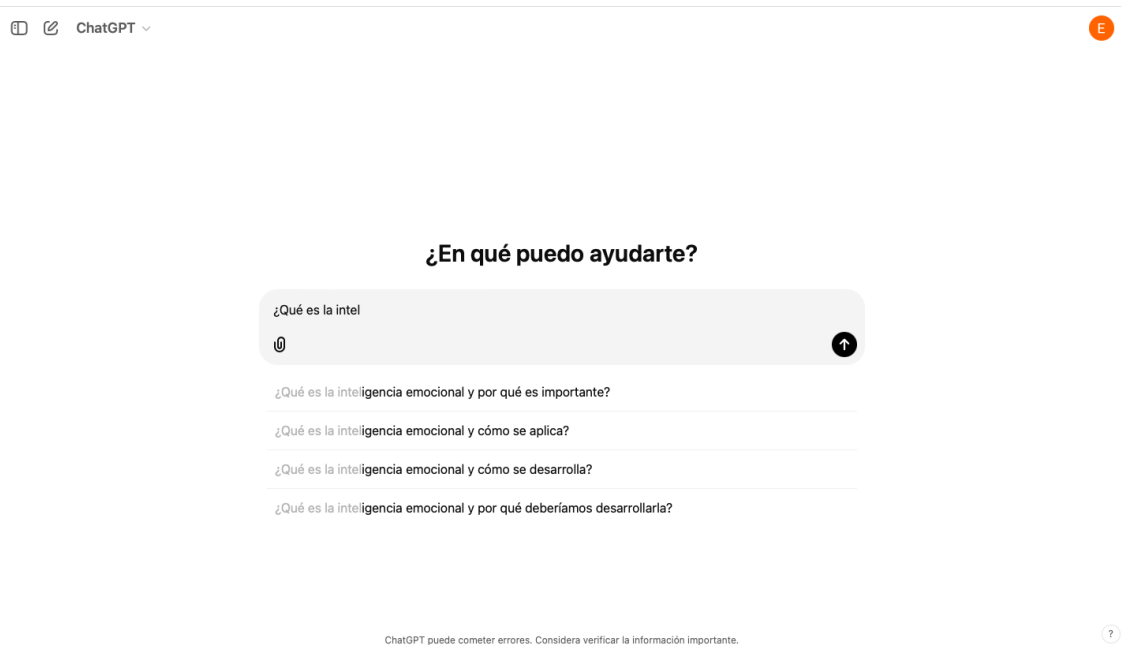 ChatGPT
E
¿En qué puedo ayudarte?
¿Qué es la intel
¿Qué es la inteligencia emocional y por qué es importante?
¿Qué es la inteligencia emocional y cómo se aplica?
¿Qué es la inteligencia emocional y cómo se desarrolla?
¿Qué es la inteligencia emocional y por qué deberíamos desarrollarla?
ChatGPT puede cometer errores. Considera verificar la información importante.
?